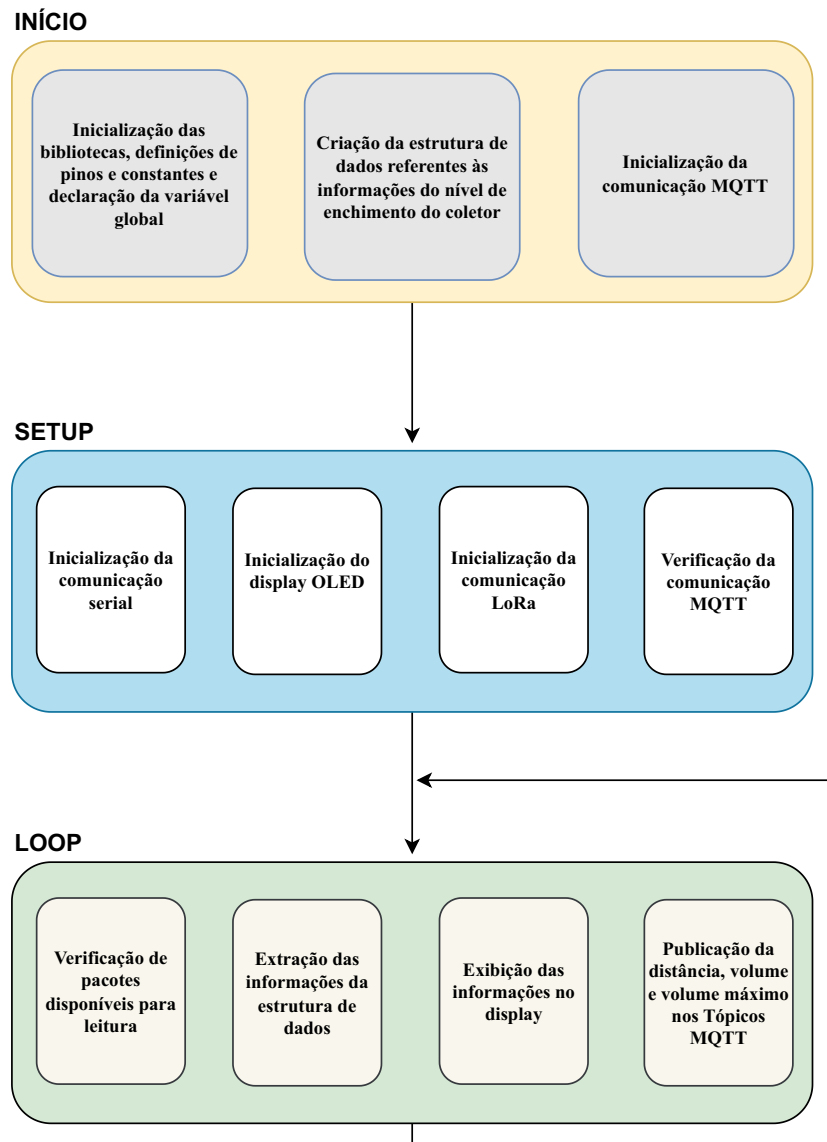 INÍCIO
Inicialização das
bibliotecas, definições de
pinos e constantes e
declaração da variável
global
Criação da estrutura de
dados referentes às
informações do nível de
enchimento do coletor
Inicialização da
comunicação MQTT
SETUP
Inicialização da
comunicação
serial
Inicialização do
display OLED
Inicialização da
comunicação
LoRa
Verificação da
comunicação
MQTT
LOOP
Verificação de
pacotes
disponíveis para
leitura
Extração das
informações da
estrutura de
dados
Exibição das
informações no
display
Publicação da
distância, volume
e volume máximo
nos Tópicos
MQTT